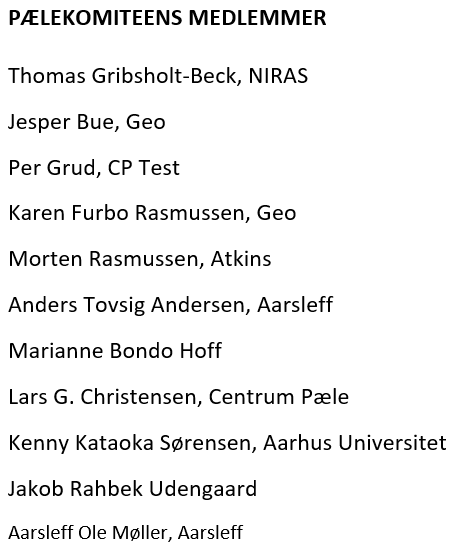 PÆLEKOMITEENS MEDLEMMER
Thomas Gribsholt-Beck, NIRAS
Jesper Bue, Geo
Per Grud, CP Test
Karen Furbo Rasmussen, Geo
Morten Rasmussen, Atkins
Anders Tovsig Andersen, Aarsleff
Marianne Bondo Hoff
Lars G. Christensen, Centrum Pæle
Kenny Kataoka Sørensen, Aarhus Universitet
Jakob Rahbek Udengaard
Aarsleff Ole Møller, Aarsleff